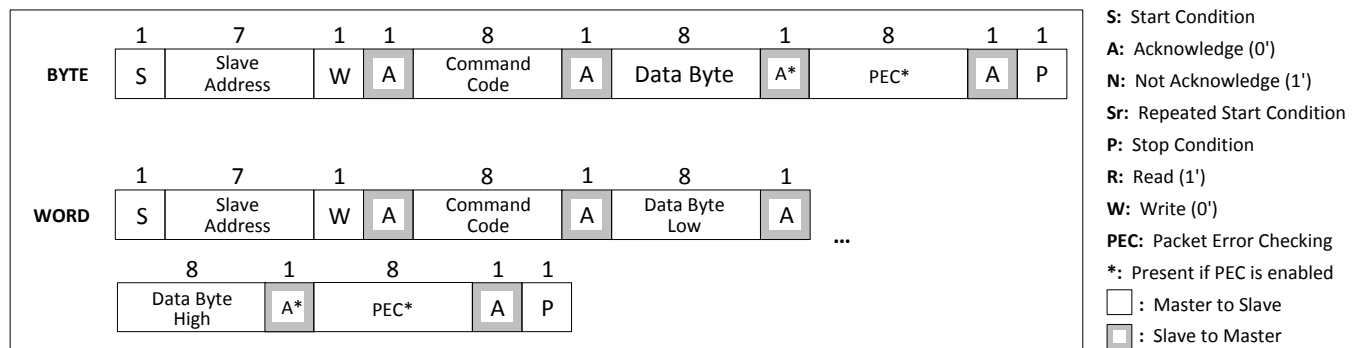 1 7 1 1 8 1 8 1 8 1 1
BYTE S Slave Address W A Command Code A Data Byte A* PEC* A P
1 7 1 8 1 8 1
WORD S Slave Address W A Command Code A Data Byte Low A ...
8 1 8 1 1
Data Byte High A* PEC* A P
S: Start Condition
A: Acknowledge (0')
N: Not Acknowledge (1')
Sr: Repeated Start Condition
P: Stop Condition
R: Read (1')
W: Write (0')
PEC: Packet Error Checking
*: Present if PEC is enabled
: Master to Slave
: Slave to Master